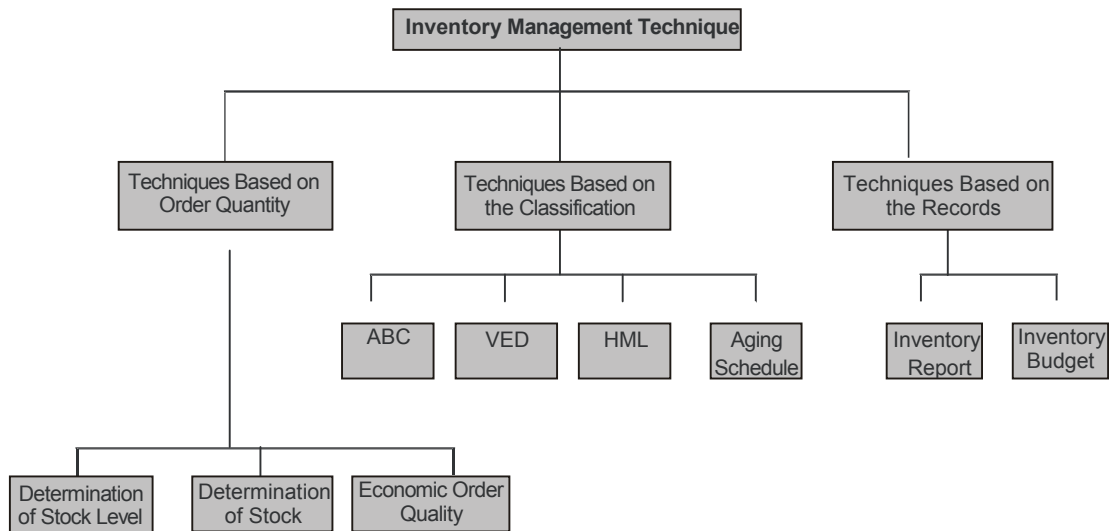 Inventory Management Technique
Techniques Based on
Order Quantity
Techniques Based on
the Classification
Techniques Based on
the Records
ABC
VED
HML
Aging
Schedule
Inventory
Report
Inventory
Budget
Determination
of Stock Level
Determination
of Stock
Economic Order
Quality